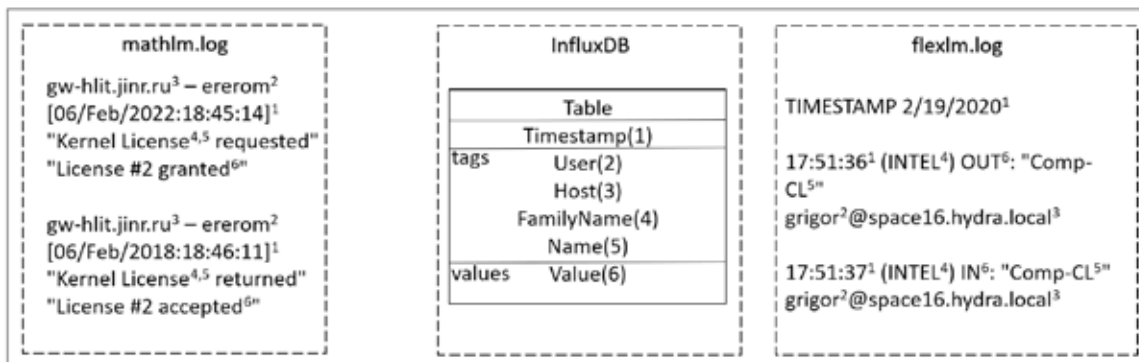 mathlm.log
gw-hlit.jinr.ru³ – ererom²
[06/Feb/2022:18:45:14]¹
"Kernel License⁴,⁵ requested"
"License #2 granted⁶"
gw-hlit.jinr.ru³ – ererom²
[06/Feb/2018:18:46:11]¹
"Kernel License⁴,⁵ returned"
"License #2 accepted⁶"
InfluxDB
Table
Timestamp(1)
tags
User(2)
Host(3)
FamilyName(4)
Name(5)
values
Value(6)
flexlm.log
TIMESTAMP 2/19/2020¹
17:51:36¹ (INTEL⁴) OUT⁶: "Comp-
CL⁵"
grigor²@space16.hydra.local³
17:51:37¹ (INTEL⁴) IN⁶: "Comp-CL⁵"
grigor²@space16.hydra.local³